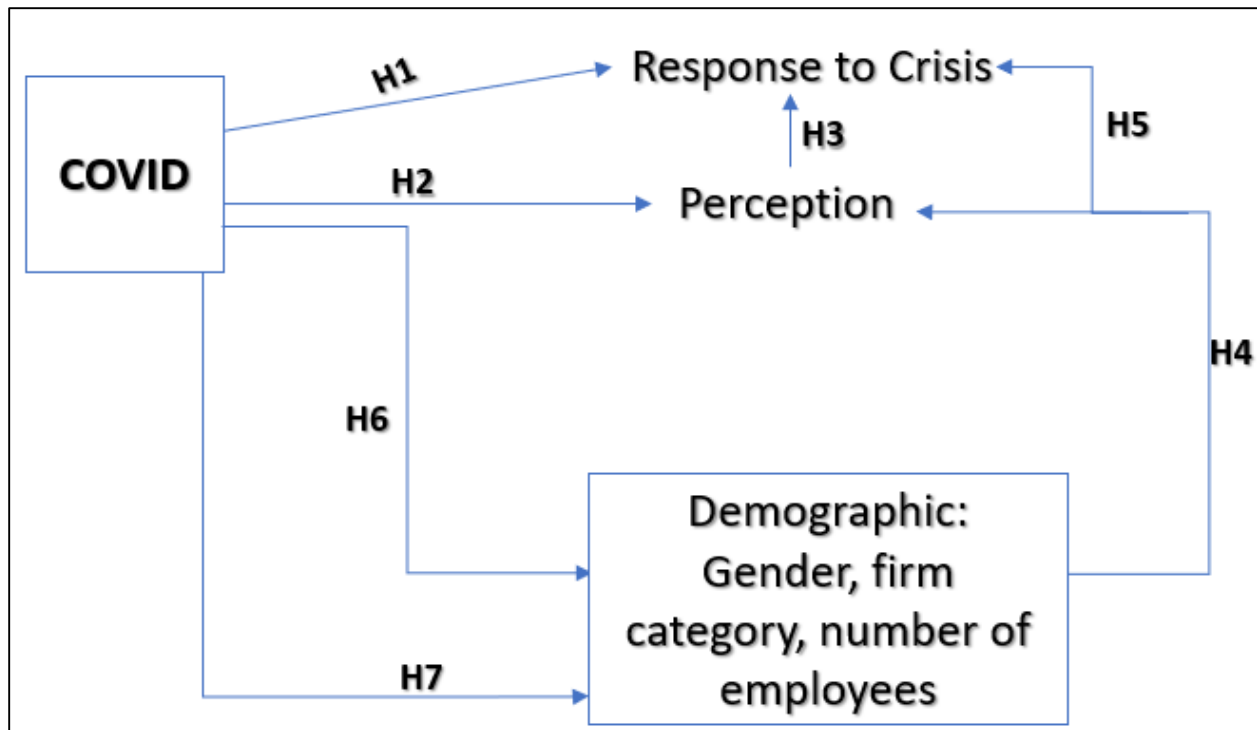 H1
Response to Crisis
COVID
H3
H5
H2
Perception
H4
H6
Demographic:
Gender, firm
category, number of
employees
H7